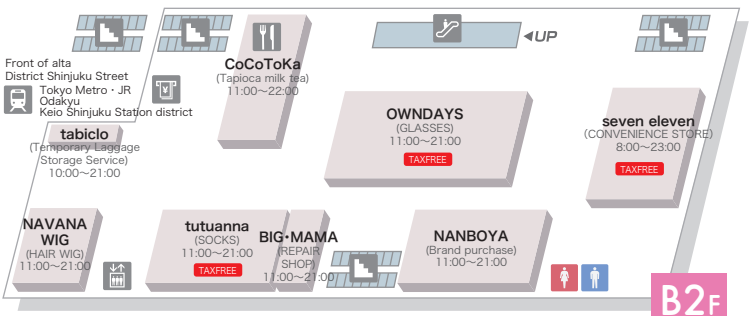 Front of alta
District Shinjuku Street
Tokyo Metro・JR
Odakyu
Keio Shinjuku Station district
¥
tabiclo
(Temporary Laggage
Storage Service)
10:00〜21:00
CoCoToKa
(Tapioca milk tea)
11:00〜22:00
◀UP
OWNDAYS
(GLASSES)
11:00〜21:00
TAXFREE
seven eleven
(CONVENIENCE STORE)
8:00〜23:00
TAXFREE
NAVANA
WIG
(HAIR WIG)
11:00〜21:00
tutuanna
(SOCKS)
11:00〜21:00
TAXFREE
BIG・MAMA
(REPAIR
SHOP)
11:00〜21:00
NANBOYA
(Brand purchase)
11:00〜21:00
B2F